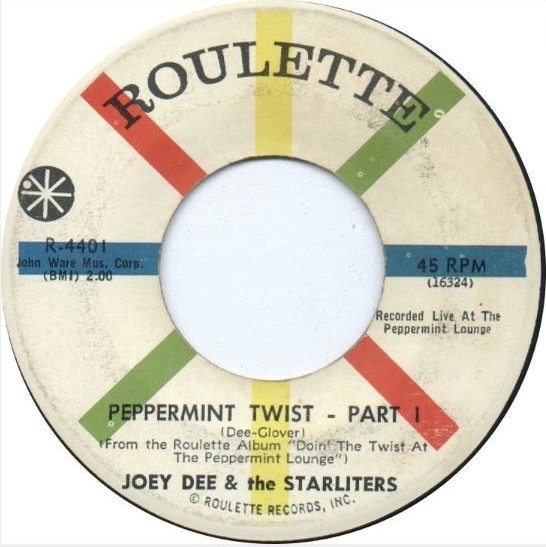 ROULETTE
R-4401
John Ware Mus. Corp.
(BMI) 2:00
45 RPM
(16324)
Recorded Live At The
Peppermint Lounge
PEPPERMINT TWIST - PART I
(Dee-Glover)
(From the Roulette Album "Doin' The Twist At
The Peppermint Lounge")
JOEY DEE & the STARLITERS
© ROULETTE RECORDS, INC.